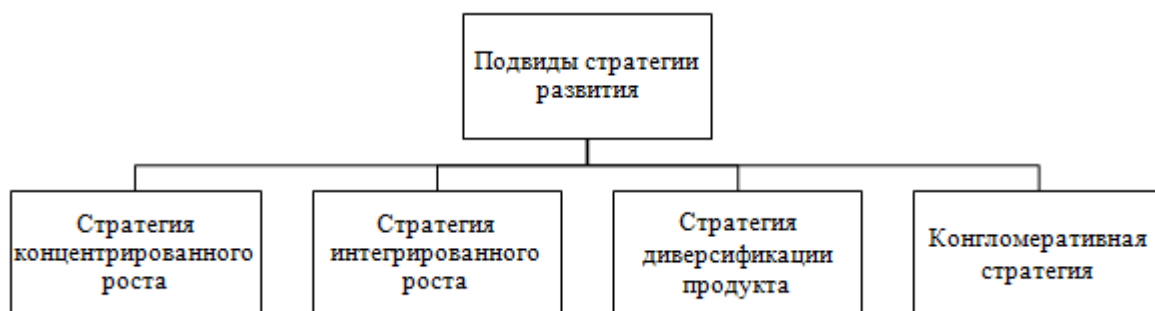 Подвиды стратегии
развития
Стратегия
концентрированного
роста
Стратегия
интегрированного
роста
Стратегия
диверсификации
продукта
Конгломеративная
стратегия